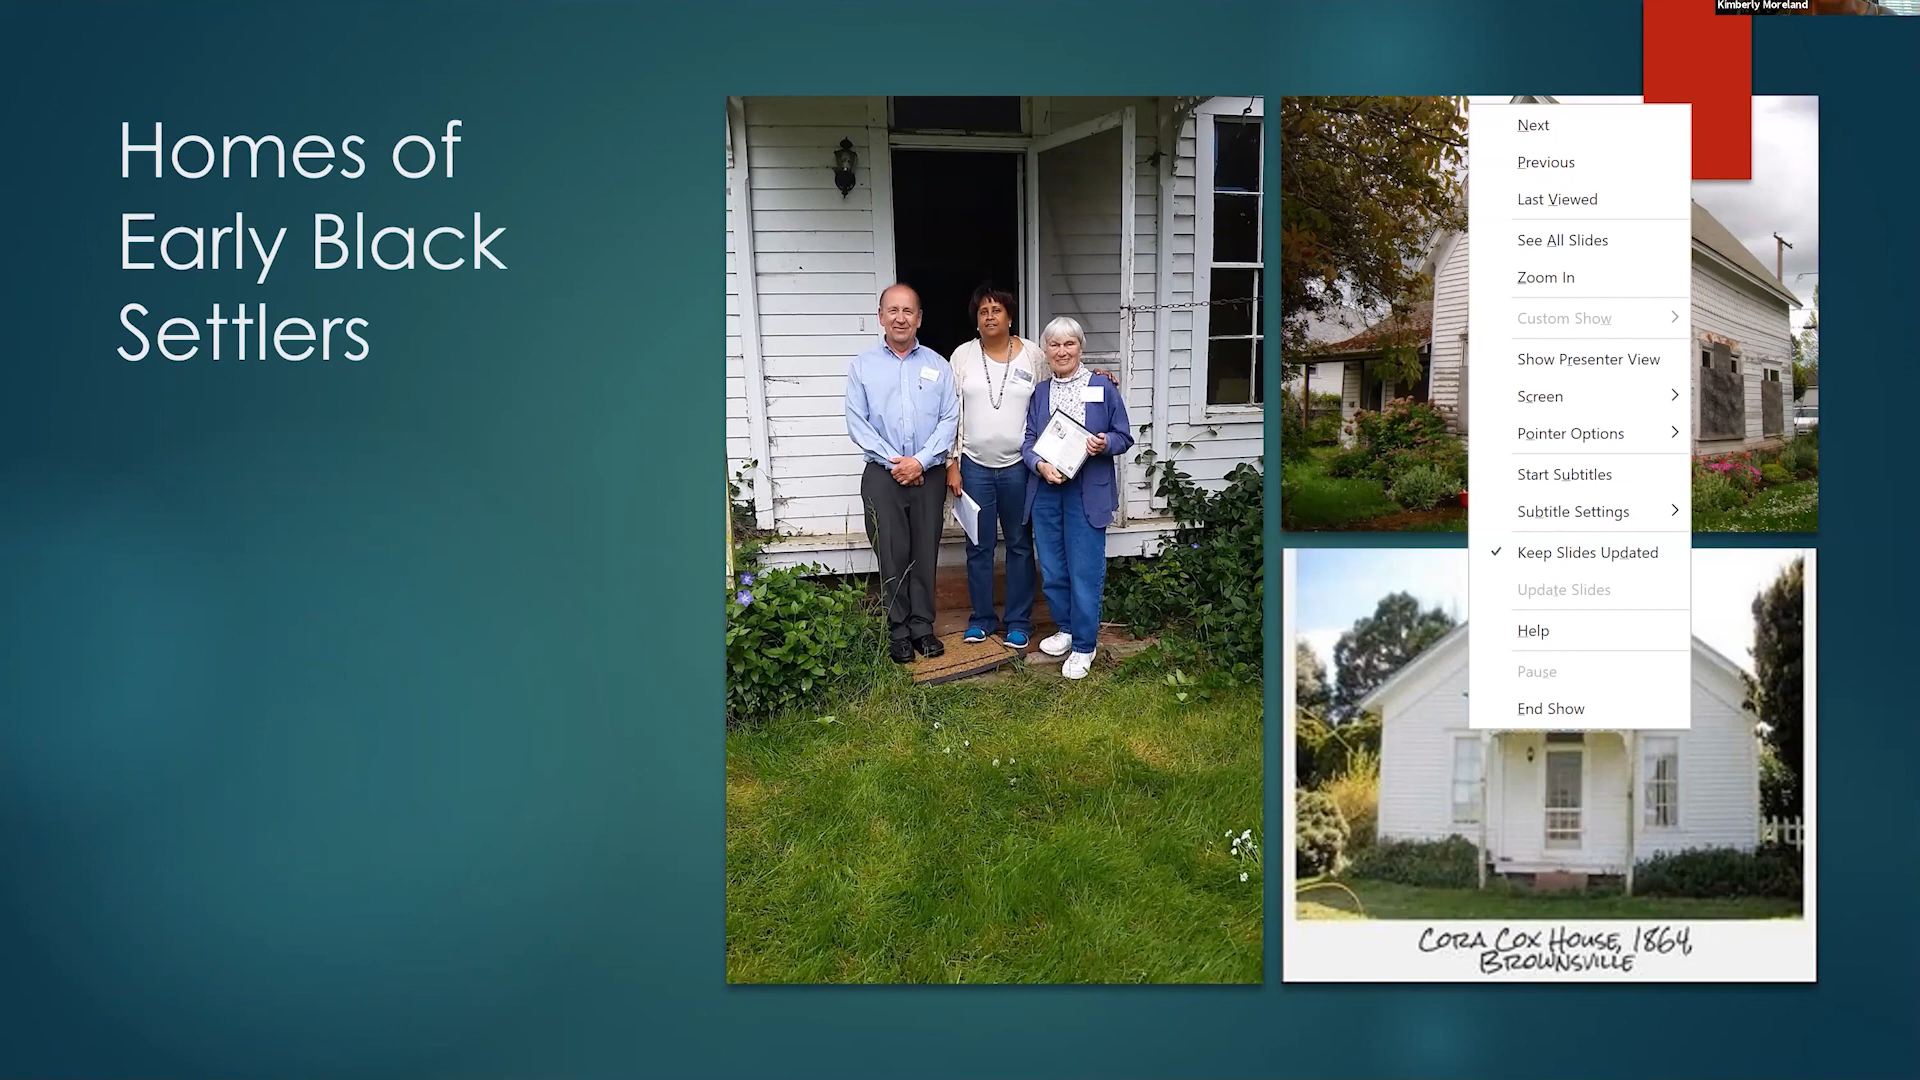 Kimberly Moreland
Homes of
Early Black
Settlers
Next
Previous
Last Viewed
See All Slides
Zoom In
Custom Show
Show Presenter View
Screen
Pointer Options
Start Subtitles
Subtitle Settings
Keep Slides Updated
Update Slides
Help
Pause
End Show
CORA COX HOUSE, 1864,
BROWNSVILLE